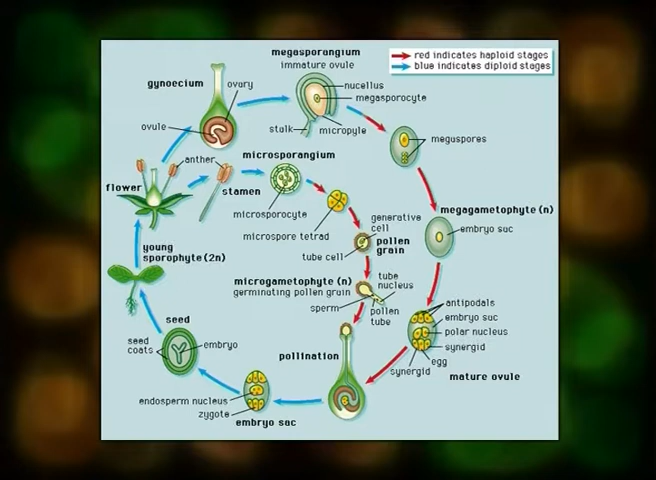 megasporangium
immature ovule
red indicates haploid stages
blue indicates diploid stages
gynoecium
ovary
nucellus
megasporocyte
ovule
stalk
micropyle
meguspores
anther
microsporangium
flower
stamen
microsporocyte
megagametophyte (n)
embryo suc
generative
cell
pollen
grain
microspore tetrad
tube cell
young
sporophyte (2n)
microgametophyte (n)
germinating pollen grain
tube
nucleus
sperm
pollen
tube
antipodals
embryo suc
polar nucleus
synergid
egg
synergid
mature ovule
seed
seed
coats
embryo
pollination
endosperm nucleus
zygote
embryo sac